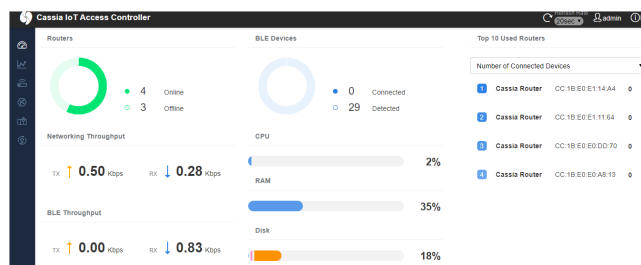 Cassia IoT Access Controller
Refresh Rate
20sec
admin
Routers
4 Online
3 Offline
BLE Devices
0 Connected
29 Detected
Top 10 Used Routers
Number of Connected Devices
1 Cassia Router CC:1B:E0:E1:14:A4 0
2 Cassia Router CC:1B:E0:E1:11:64 0
3 Cassia Router CC:1B:E0:E0:DD:70 0
4 Cassia Router CC:1B:E0:E0:A8:13 0
Networking Throughput
TX 0.50 Kbps RX 0.28 Kbps
BLE Throughput
TX 0.00 Kbps RX 0.83 Kbps
CPU
2%
RAM
35%
Disk
18%